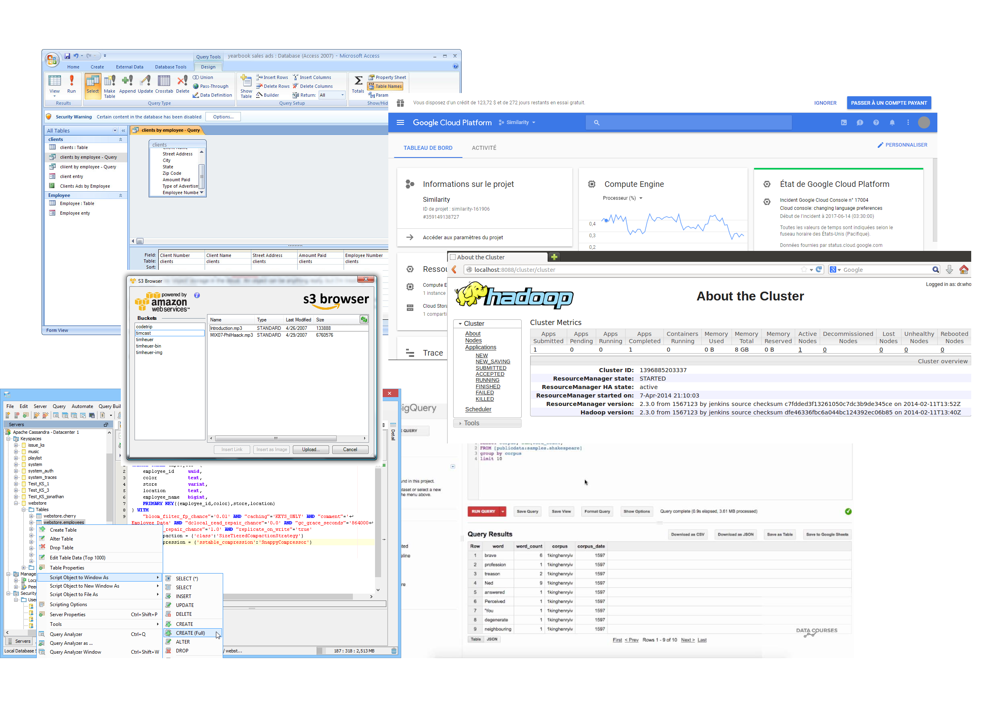 yearbook sales ads : Database (Access 2007) - Microsoft Access
Query Tools
Home Create External Data Database Tools Design
View Run Select Make Table Append Update Crosstab Delete
Union
Pass-Through
Data Definition
Show Table
Insert Rows Insert Columns
Delete Rows Delete Columns
Builder Return: All
Totals
Property Sheet
Table Names
Param
Results Query Type Query Setup Show/Hid
Security Warning Certain content in the database has been disabled Options...
All Tables
clients
clients : Table
clients by employee - Query
cliient by employee - Query
client entry
Clients Ads by Employee
Employee
Employee : Table
Employee enty
clients by employee - Query
clients
Street Address
City
State
Zip Code
Amoumt Paid
Type of Advertism
Employee Numbe
Field: Client Number Client Name Street Address Amoumt Paid Employee Number
Table: clients clients clients clients clients
Sort:
Form View
Vous disposez d'un crédit de 123,72 $ et de 272 jours restants en essai gratuit.
IGNORER PASSER À UN COMPTE PAYANT
Google Cloud Platform Similarity
TABLEAU DE BORD ACTIVITÉ PERSONNALISER
Informations sur le projet
Similarity
ID de projet : similarity-161906
#359149138727
Accéder aux paramètres du projet
Compute Engine
Processeur (%)
0,4
0,3
0,2
État de Google Cloud Platform
Incident Google Cloud Console n° 17004
Cloud console: changing language preferences
Début de l'incident à 2017-06-14 (03:30:00)
Toutes les valeurs de temps sont indiquées selon le
fuseau horaire des États-Unis (Pacifique).
Données fournies par status.cloud.google.com
Ressou
Compute E
1 instance
Cloud Stora
1 comparti
Trace
About the Cluster
localhost:8088/cluster/cluster Google
Logged in as: dr.who
hadoop
About the Cluster
Cluster
About
Nodes
Applications
NEW
NEW_SAVING
SUBMITTED
ACCEPTED
RUNNING
FINISHED
FAILED
KILLED
Scheduler
Tools
Cluster Metrics
Apps Submitted Apps Pending Apps Running Apps Completed Containers Running Memory Used Memory Total Memory Reserved Active Nodes Decommissioned Nodes Lost Nodes Unhealthy Nodes Rebooted Nodes
1 0 0 1 0 0 B 8 GB 0 B 1 0 0 0 0
Cluster overview
Cluster ID: 1396885203337
ResourceManager state: STARTED
ResourceManager HA state: active
ResourceManager started on: 7-Apr-2014 21:10:03
ResourceManager version: 2.3.0 from 1567123 by jenkins source checksum c7fdded3f13261050c7dc3b9de345ce on 2014-02-11T13:52Z
Hadoop version: 2.3.0 from 1567123 by jenkins source checksum dfe46336fbc6a044bc124392ec06b85 on 2014-02-11T13:40Z
S3 Browser
powered by
amazon
web services™
s3 browser
Buckets
codetrip
timcast
timheuer
timheuer-bin
timheuer-img
Name Type Last Modified Size
Introduction.mp3 STANDARD 4/26/2007 133888
MIX07-PhilHaack.mp3 STANDARD 4/29/2007 6760576
Insert Link Insert as Image Upload... Cancel
File Edit Server Query Automate Query Buil
Servers
Apache Cassandra - Datacenter 1
Keyspaces
issue_ks
music
playlist
system
system_auth
system_traces
Test_KS_1
Test_KS_3
Test_KS_jonathan
webstore
Tables
webstore.cherry
webstore.employees
Manage
Loca
Peer
Security
User
Servers
Local Database S
Detail
2 employee_id uuid,
3 color text,
4 store varint,
5 location text,
6 employee_name bigint,
7 PRIMARY KEY((employee_id,color),store,location)
8 ) WITH
9 "bloom_filter_fp_chance"='0.01' AND "caching"='KEYS_ONLY' AND "comment"='
Employee Data' AND "dclocal_read_repair_chance"='0.0' AND "gc_grace_seconds"='864000
_repair_chance"='1.0' AND "replicate_on_write"='true'
paction = {'class':'SizeTieredCompactionStrategy'}
pression = {'sstable_compression':'SnappyCompressor'}
Create Table
Alter Table
Drop Table
Edit Table Data (Top 1000)
Table Properties
Script Object to Window As
Script Object to New Window As
Script Object to File As
Scripting Options
Server Properties Ctrl+Shift+P
Tools
Query Analyzer Ctrl+Q
Query Analyzer as ...
Query Analyzer Window Ctrl+Shift+W
SELECT (*)
SELECT
INSERT
UPDATE
DELETE
CREATE
CREATE (Full)
ALTER
DROP
/ webst... 187 : 318 : 2,513 MB
igQuery
E QUERY
und in this project.
ataset or select a new
he menu above.
2 FROM [publicdata:samples.shakespeare]
3 group by corpus
4 limit 10
RUN QUERY Save Query Save View Format Query Show Options Query complete (0.9s elapsed, 3.61 MB processed)
Query Results Download as CSV Download as JSON Save as Table Save to Google Sheets
Row word word_count corpus corpus_date
1 brave 6 1kinghenryiv 1597
2 profession 1 1kinghenryiv 1597
3 treason 2 1kinghenryiv 1597
4 Ned 9 1kinghenryiv 1597
5 answered 1 1kinghenryiv 1597
6 Perceived 1 1kinghenryiv 1597
7 'You 1 1kinghenryiv 1597
8 degenerate 1 1kinghenryiv 1597
9 neighbouring 1 1kinghenryiv 1597
Table JSON First < Prev Rows 1 - 9 of 10 Next > Last
DATA COURSES